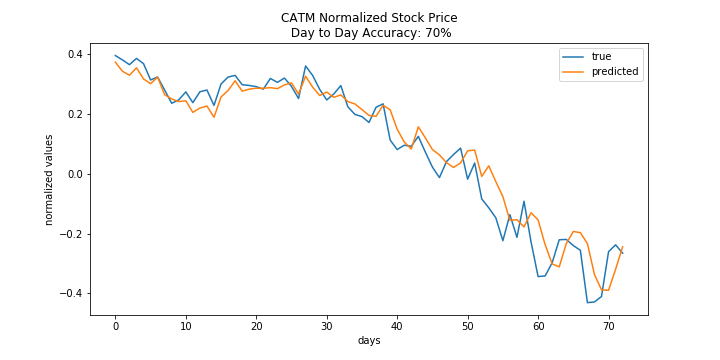 CATM Normalized Stock Price
Day to Day Accuracy: 70%
true
predicted
normalized values
0.4
0.2
0.0
−0.2
−0.4
0 10 20 30 40 50 60 70
days